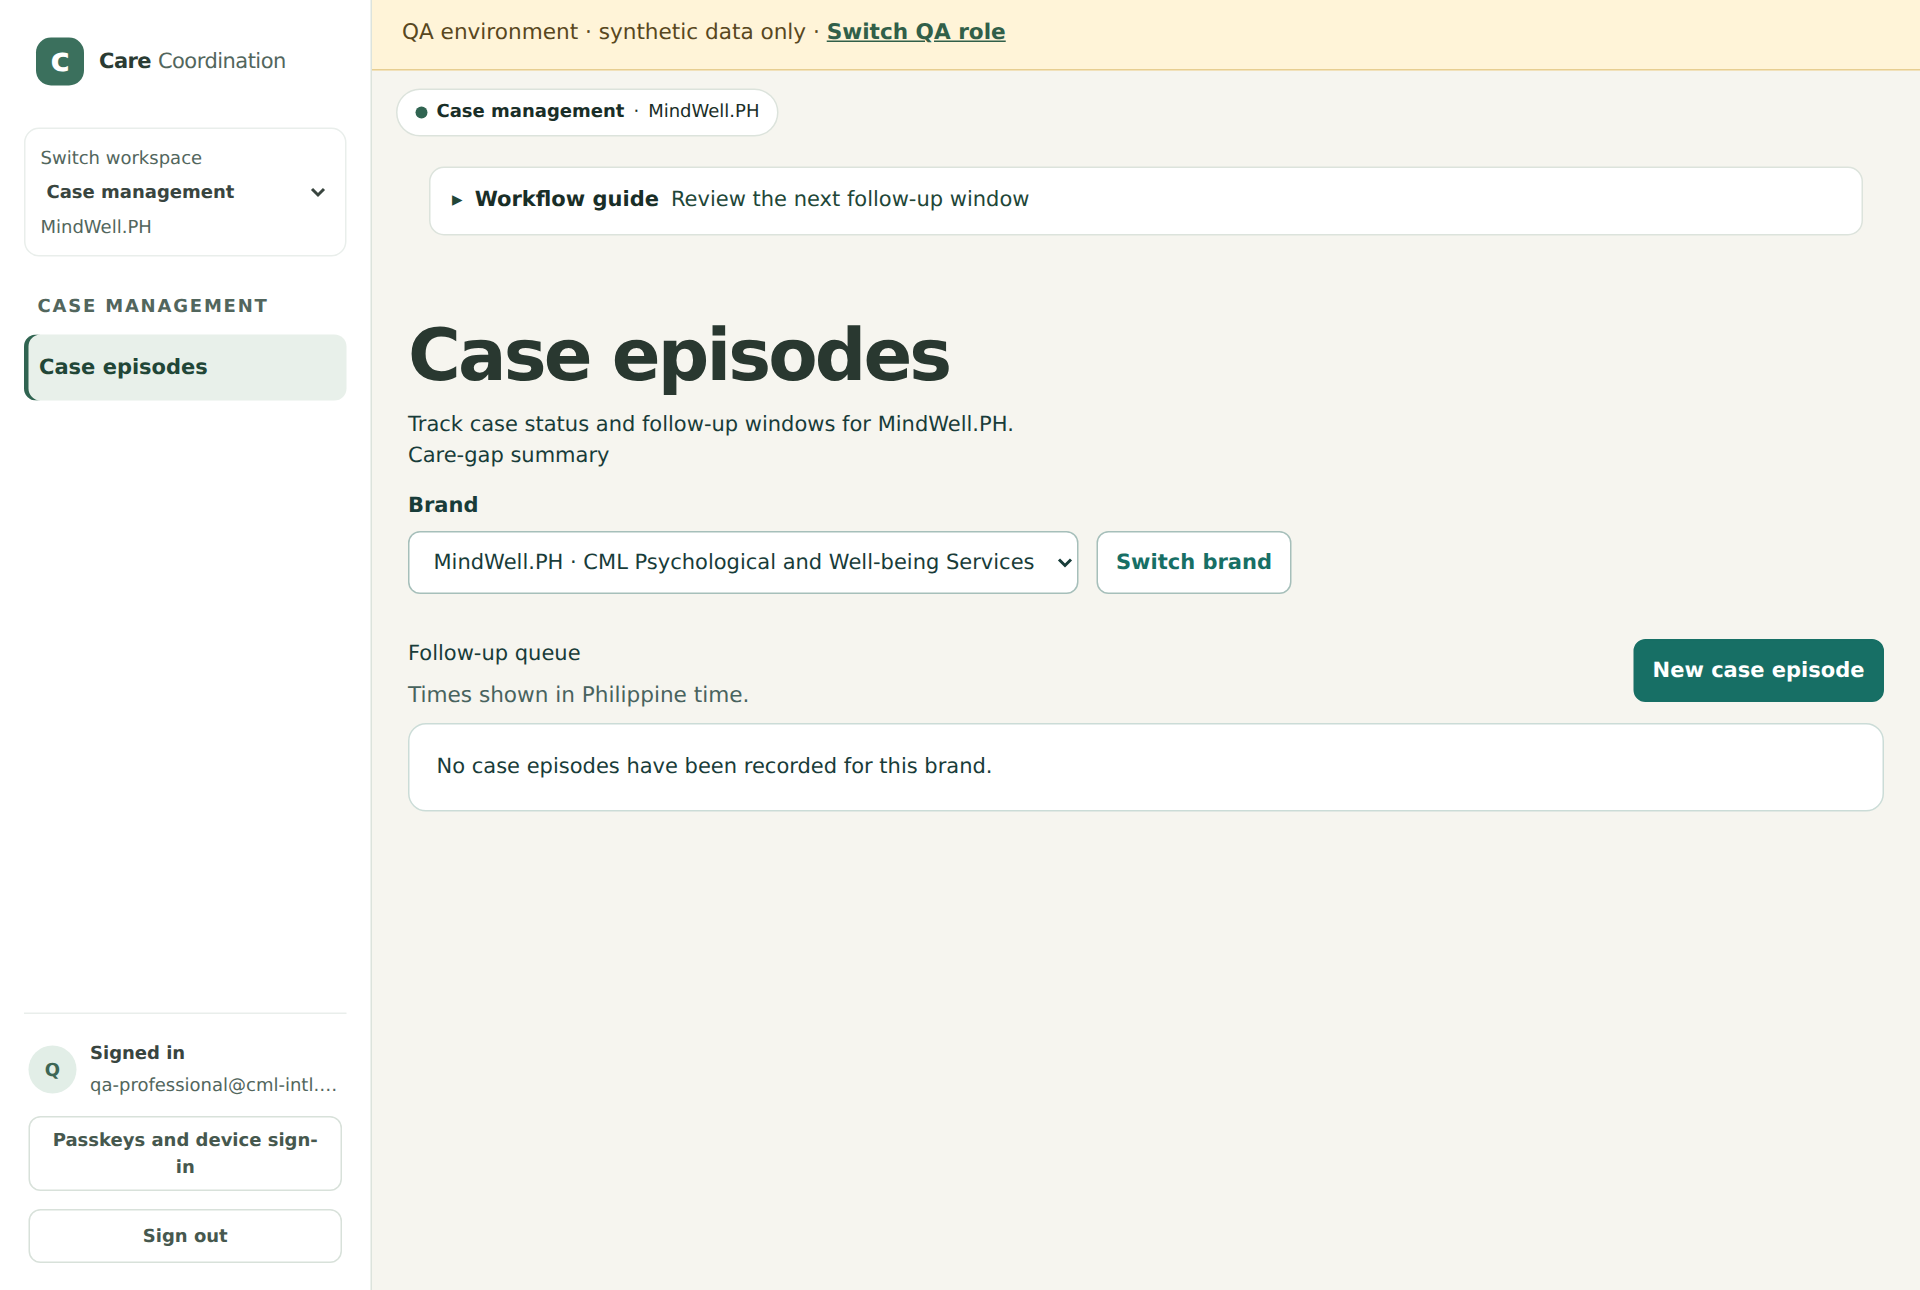 C
Care Coordination
Switch workspace
Case management
MindWell.PH
CASE MANAGEMENT
Case episodes
Signed in
Q
qa-professional@cml-intl....
Passkeys and device sign-
in
Sign out
QA environment · synthetic data only · Switch QA role
Case management · MindWell.PH
▸ Workflow guide Review the next follow-up window
Case episodes
Track case status and follow-up windows for MindWell.PH.
Care-gap summary
Brand
MindWell.PH · CML Psychological and Well-being Services
Switch brand
Follow-up queue
Times shown in Philippine time.
New case episode
No case episodes have been recorded for this brand.